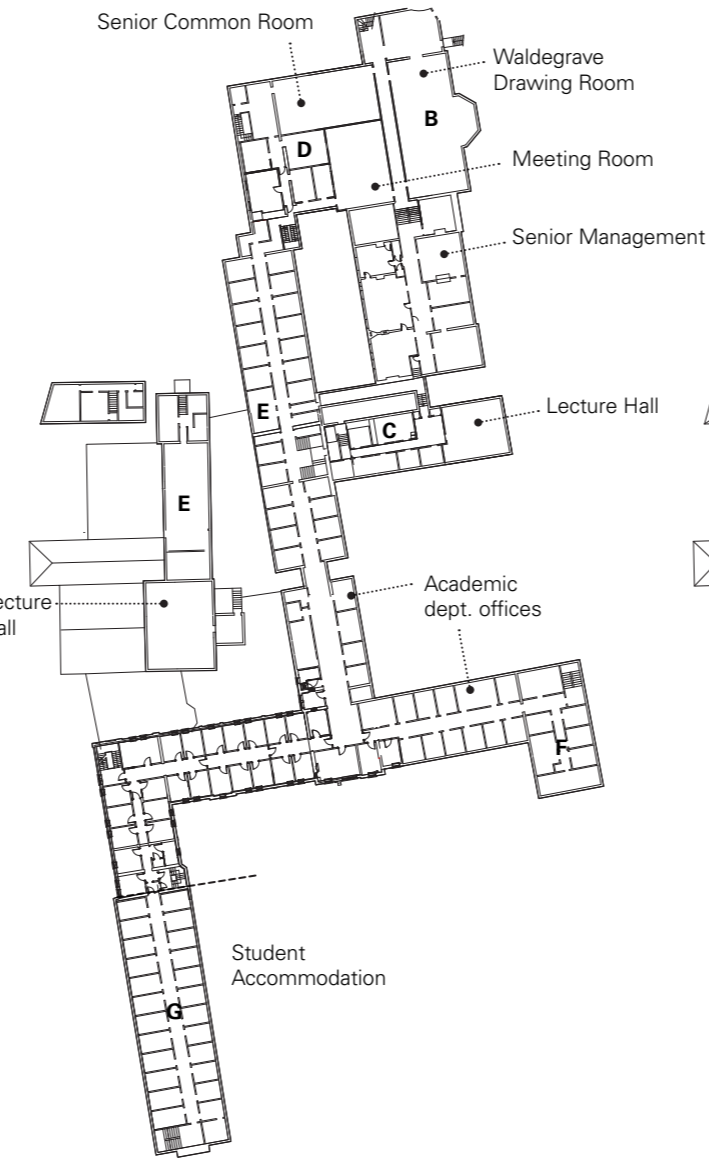 Senior Common Room
Waldegrave
Drawing Room
B
D
Meeting Room
Senior Management
E
Lecture Hall
C
E
Academic
dept. offices
F
Student
Accommodation
G